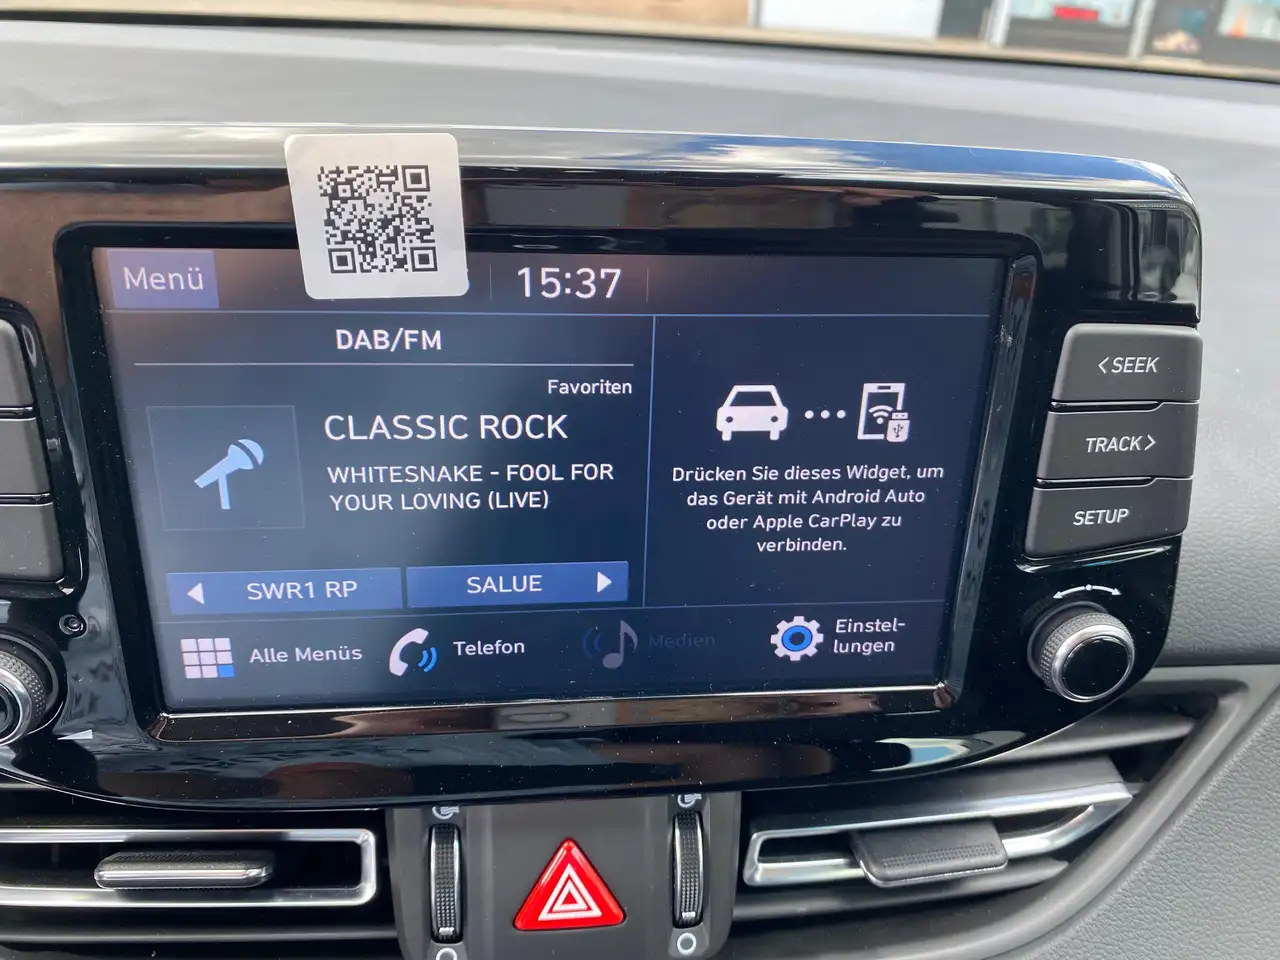 Menü
15:37
DAB/FM
Favoriten
CLASSIC ROCK
WHITESNAKE - FOOL FOR
YOUR LOVING (LIVE)
SWR1 RP
SALUE
Drücken Sie dieses Widget, um
das Gerät mit Android Auto
oder Apple CarPlay zu
verbinden.
Alle Menüs
Telefon
Medien
Einstel-
lungen
< SEEK
TRACK >
SETUP